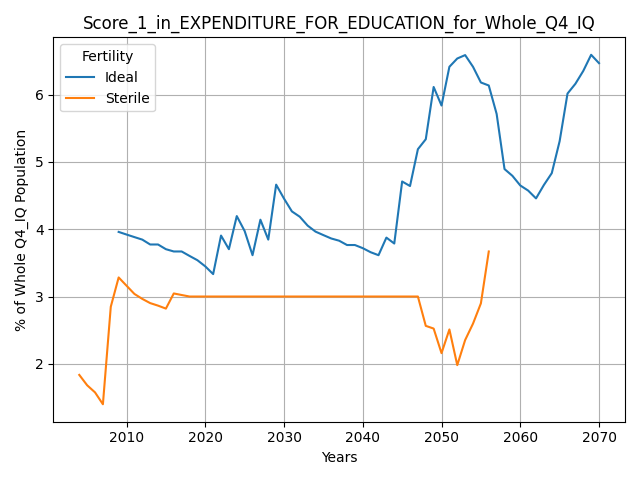 Score_1_in_EXPENDITURE_FOR_EDUCATION_for_Whole_Q4_IQ
Fertility
Ideal
Sterile
% of Whole Q4_IQ Population
6
5
4
3
2
2010 2020 2030 2040 2050 2060 2070
Years